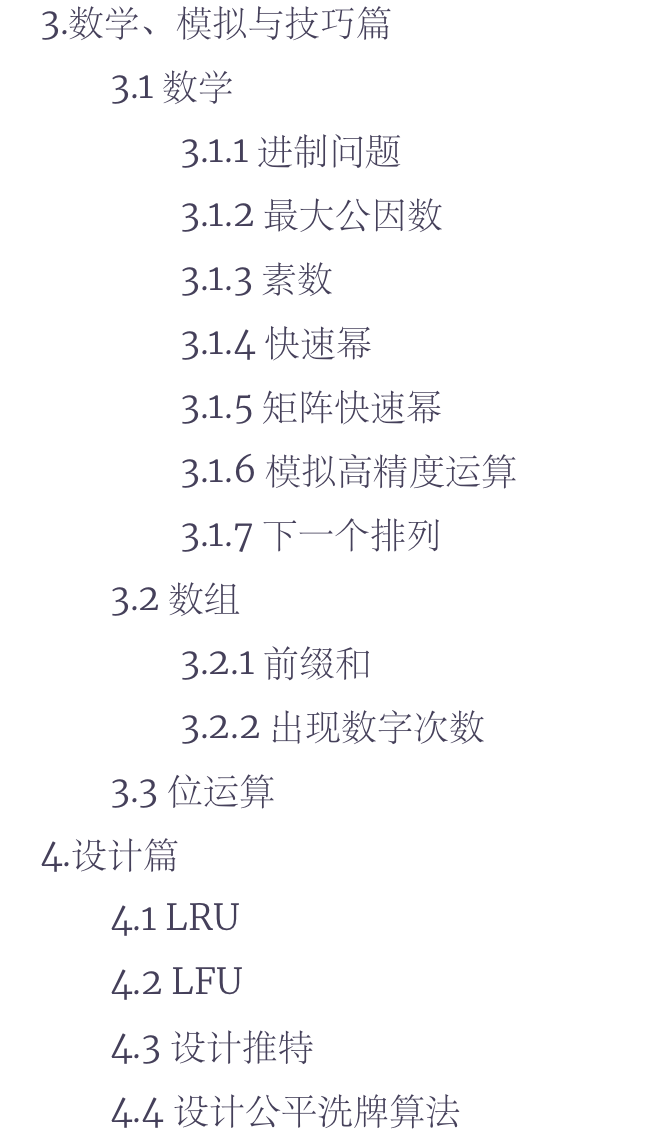 3.数学、模拟与技巧篇
3.1 数学
3.1.1 进制问题
3.1.2 最大公因数
3.1.3 素数
3.1.4 快速幂
3.1.5 矩阵快速幂
3.1.6 模拟高精度运算
3.1.7 下一个排列
3.2 数组
3.2.1 前缀和
3.2.2 出现数字次数
3.3 位运算
4.设计篇
4.1 LRU
4.2 LFU
4.3 设计推特
4.4 设计公平洗牌算法